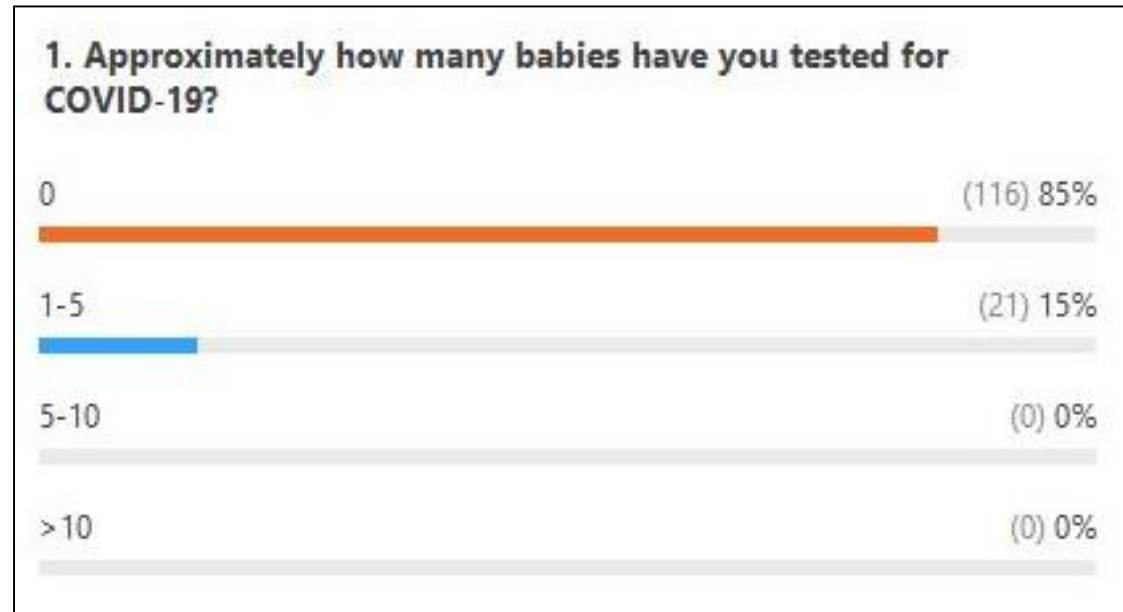 1. Approximately how many babies have you tested for
COVID-19?
0 (116) 85%
1-5 (21) 15%
5-10 (0) 0%
>10 (0) 0%